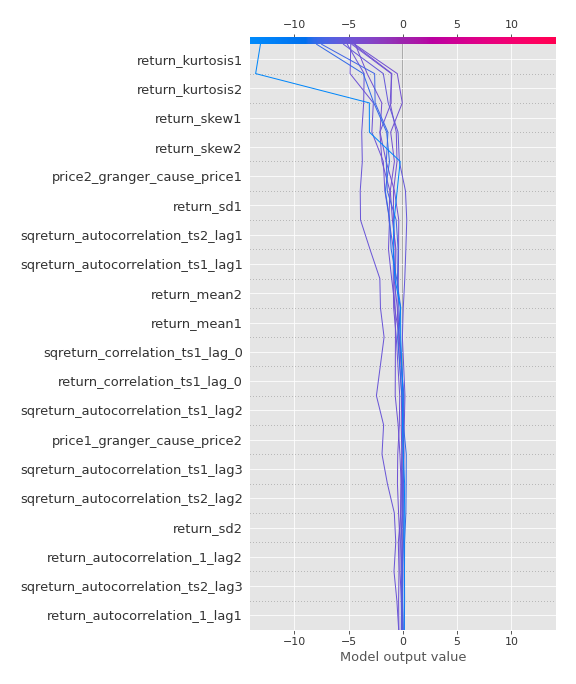 −10 −5 0 5 10
return_kurtosis1
return_kurtosis2
return_skew1
return_skew2
price2_granger_cause_price1
return_sd1
sqreturn_autocorrelation_ts2_lag1
sqreturn_autocorrelation_ts1_lag1
return_mean2
return_mean1
sqreturn_correlation_ts1_lag_0
return_correlation_ts1_lag_0
sqreturn_autocorrelation_ts1_lag2
price1_granger_cause_price2
sqreturn_autocorrelation_ts1_lag3
sqreturn_autocorrelation_ts2_lag2
return_sd2
return_autocorrelation_1_lag2
sqreturn_autocorrelation_ts2_lag3
return_autocorrelation_1_lag1
−10 −5 0 5 10
Model output value